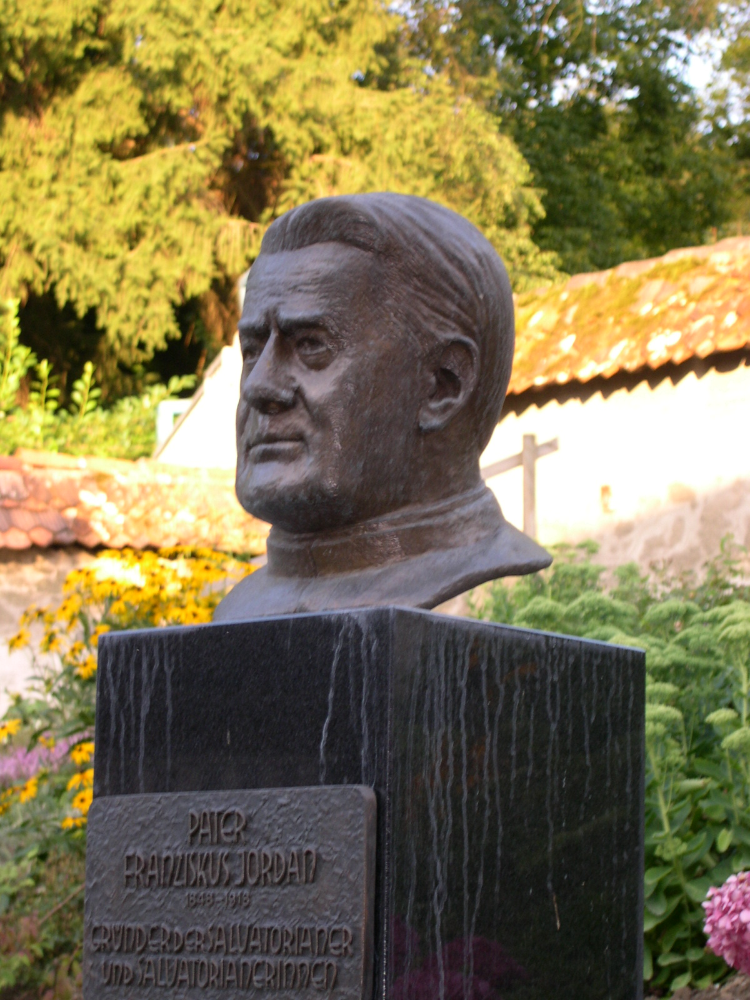 PATER
FRANZISKUS JORDAN
1848-1918
GRÜNDER DER SALVATORIANER
UND SALVATORIANERINNEN